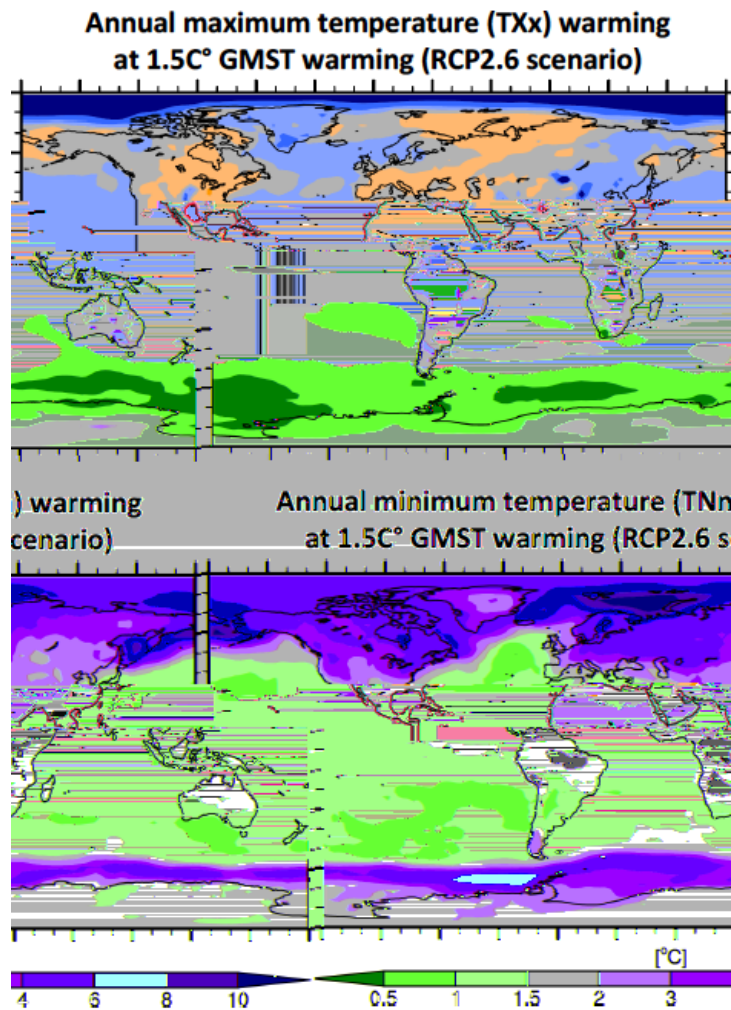 Annual maximum temperature (TXx) warming
at 1.5C° GMST warming (RCP2.6 scenario)
) warming
cenario)
Annual minimum temperature (TNn
at 1.5C° GMST warming (RCP2.6 s
[°C]
4 6 8 10 0.5 1 1.5 2 3